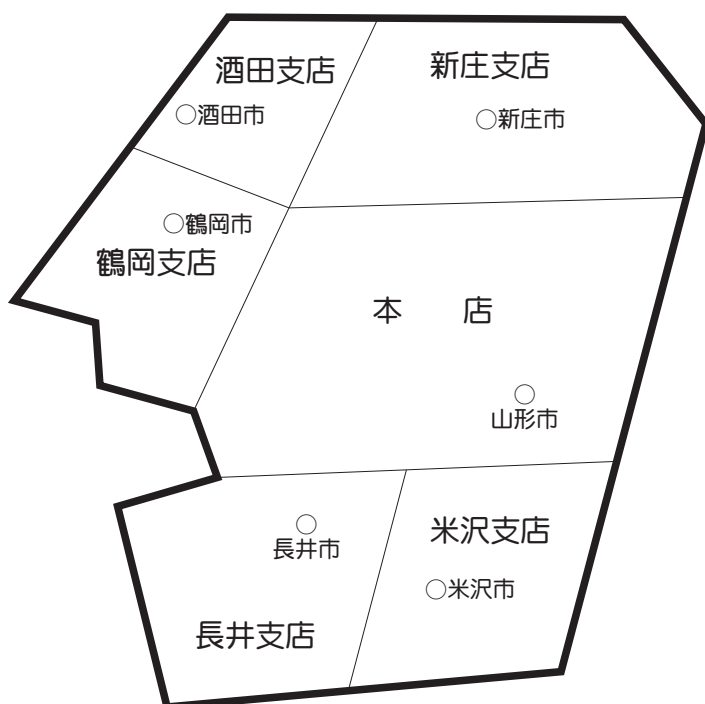 酒田支店
新庄支店
○酒田市
○新庄市
○鶴岡市
鶴岡支店
本　店
山形市
米沢支店
長井市
○米沢市
長井支店